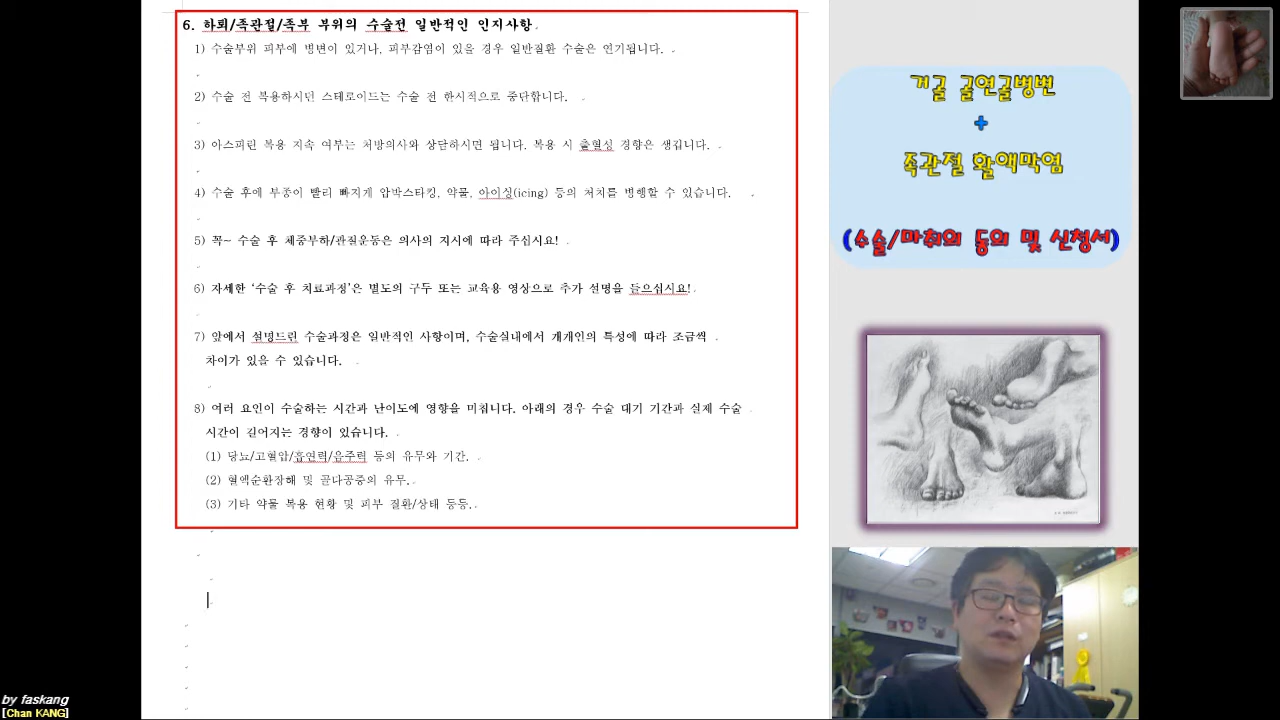 6. 하퇴/족관절/족부 부위의 수술전 일반적인 인지사항
1) 수술부위 피부에 병변이 있거나, 피부감염이 있을 경우 일반질환 수술은 연기됩니다.
2) 수술 전 복용하시던 스테로이드는 수술 전 한시적으로 중단합니다.
3) 아스피린 복용 지속 여부는 처방의사와 상담하시면 됩니다. 복용 시 출혈성 경향은 생깁니다.
4) 수술 후에 부종이 빨리 빠지게 압박스타킹, 약물, 아이싱(icing) 등의 처치를 병행할 수 있습니다.
5) 꼭~ 수술 후 체중부하/관절운동은 의사의 지시에 따라 주십시요!
6) 자세한 '수술 후 치료과정'은 별도의 구두 또는 교육용 영상으로 추가 설명을 들으십시요!
7) 앞에서 설명드린 수술과정은 일반적인 사항이며, 수술실내에서 개개인의 특성에 따라 조금씩
차이가 있을 수 있습니다.
8) 여러 요인이 수술하는 시간과 난이도에 영향을 미칩니다. 아래의 경우 수술 대기 기간과 실제 수술
시간이 길어지는 경향이 있습니다.
(1) 당뇨/고혈압/흡연력/음주력 등의 유무와 기간.
(2) 혈액순환장해 및 골다공증의 유무.
(3) 기타 약물 복용 현황 및 피부 질환/상태 등등.
거골 골연골병변
+
족관절 활액막염
(수술/마취의 동의 및 신청서)
by faskang
[Chan KANG]